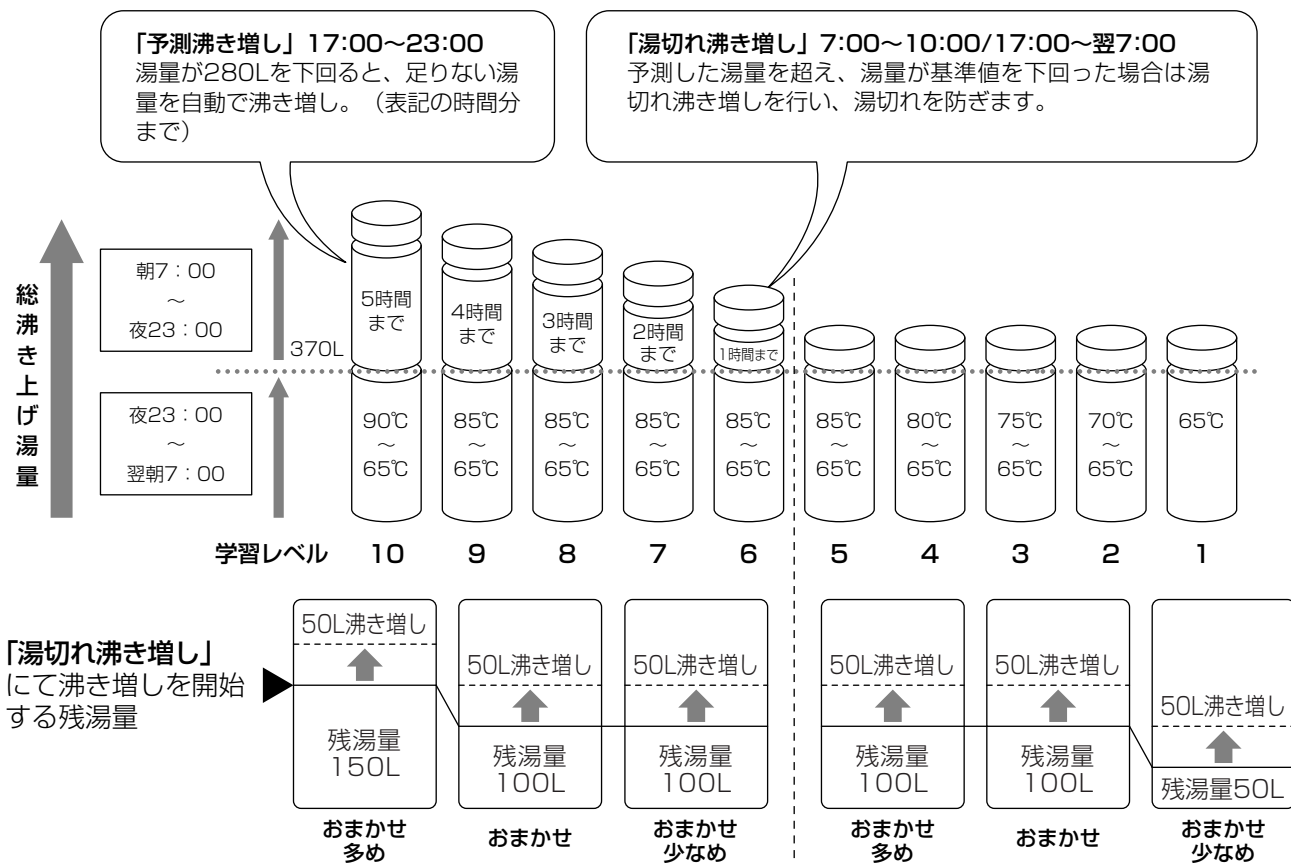 「予測沸き増し」17:00～23:00
湯量が280Lを下回ると、足りない湯
量を自動で沸き増し。（表記の時間分
まで）
「湯切れ沸き増し」7:00～10:00/17:00～翌7:00
予測した湯量を超え、湯量が基準値を下回った場合は湯
切れ沸き増しを行い、湯切れを防ぎます。
総沸き上げ湯量
朝7：00
～
夜23：00
370L
夜23：00
～
翌朝7：00
5時間
まで
4時間
まで
3時間
まで
2時間
まで
1時間まで
90℃
～
65℃
85℃
～
65℃
85℃
～
65℃
85℃
～
65℃
85℃
～
65℃
85℃
～
65℃
80℃
～
65℃
75℃
～
65℃
70℃
～
65℃
65℃
学習レベル 10 9 8 7 6 5 4 3 2 1
「湯切れ沸き増し」
にて沸き増しを開始
する残湯量
50L沸き増し
残湯量
150L
おまかせ
多め
50L沸き増し
残湯量
100L
おまかせ
50L沸き増し
残湯量
100L
おまかせ
少なめ
50L沸き増し
残湯量
100L
おまかせ
多め
50L沸き増し
残湯量
100L
おまかせ
50L沸き増し
残湯量50L
おまかせ
少なめ